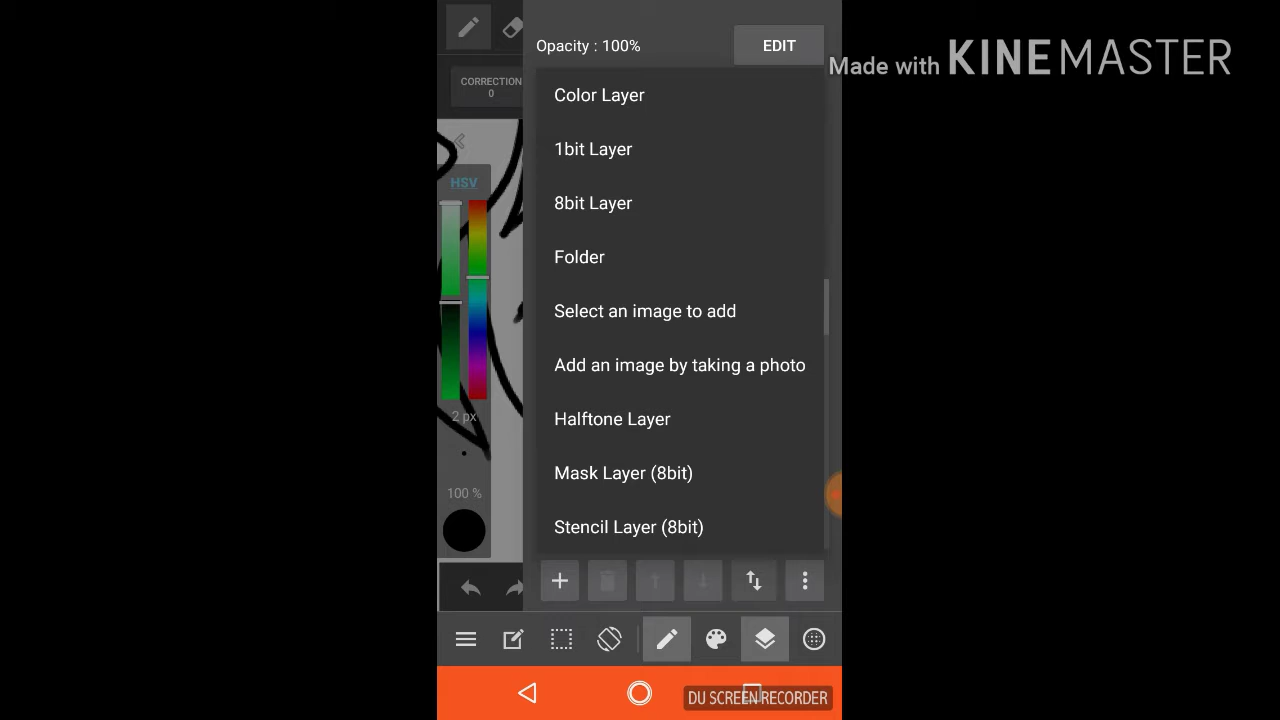 Opacity : 100%
EDIT
Made with KINEMASTER
CORRECTION
0
HSV
2 px
100 %
Color Layer
1bit Layer
8bit Layer
Folder
Select an image to add
Add an image by taking a photo
Halftone Layer
Mask Layer (8bit)
Stencil Layer (8bit)
DU SCREEN RECORDER